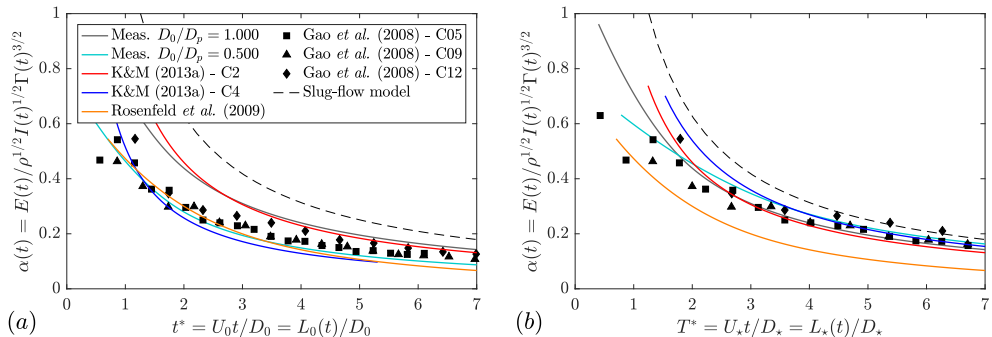 α(t) = E(t)/ρ^{1/2}I(t)^{1/2}Γ(t)^{3/2}
1
0.8
0.6
0.4
0.2
0
Meas. D_0/D_p = 1.000
Meas. D_0/D_p = 0.500
K&M (2013a) - C2
K&M (2013a) - C4
Rosenfeld et al. (2009)
Gao et al. (2008) - C05
Gao et al. (2008) - C09
Gao et al. (2008) - C12
Slug-flow model
0 1 2 3 4 5 6 7
(a) t* = U_0t/D_0 = L_0(t)/D_0
α(t) = E(t)/ρ^{1/2}I(t)^{1/2}Γ(t)^{3/2}
1
0.8
0.6
0.4
0.2
0
0 1 2 3 4 5 6 7
(b) T* = U_⋆t/D_⋆ = L_⋆(t)/D_⋆